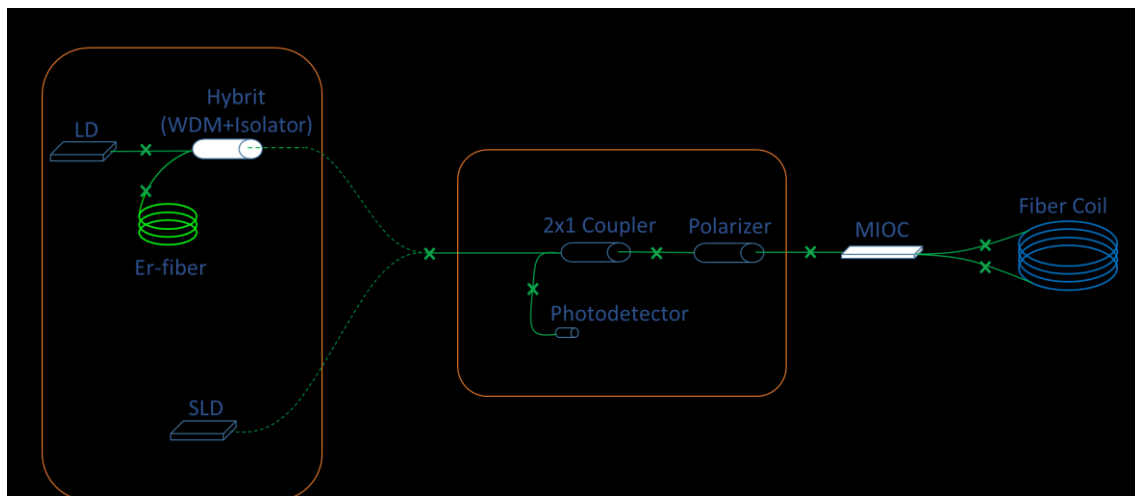 Hybrit
(WDM+Isolator)
LD
Er-fiber
SLD
2x1 Coupler
Polarizer
Photodetector
MIOC
Fiber Coil